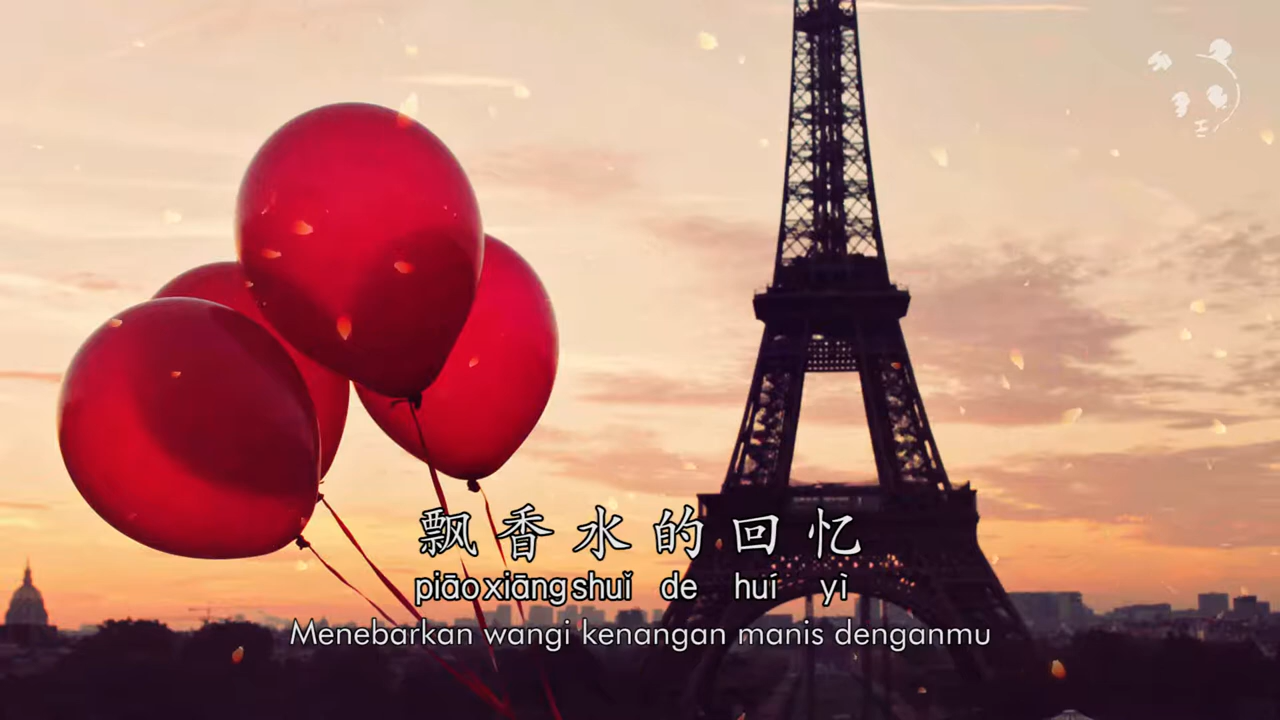 飘香水的回忆
piāo xiāng shuǐ de huí yì
Menebarkan wangi kenangan manis denganmu